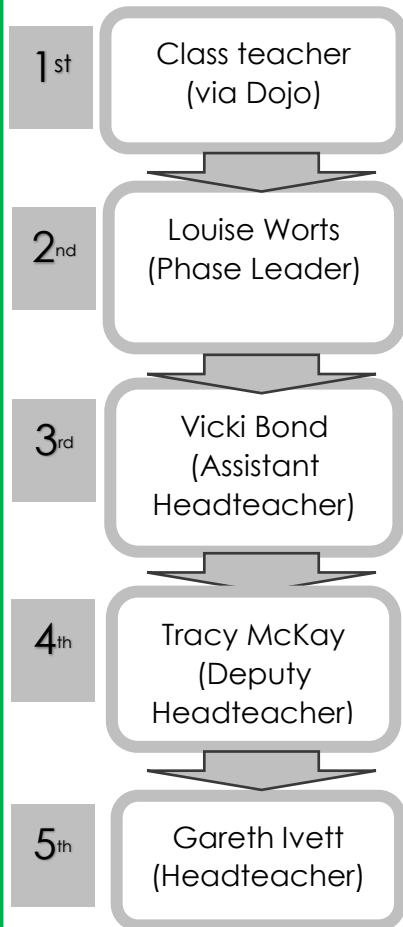 1st
Class teacher
(via Dojo)
2nd
Louise Worts
(Phase Leader)
3rd
Vicki Bond
(Assistant
Headteacher)
4th
Tracy McKay
(Deputy
Headteacher)
5th
Gareth Ivett
(Headteacher)